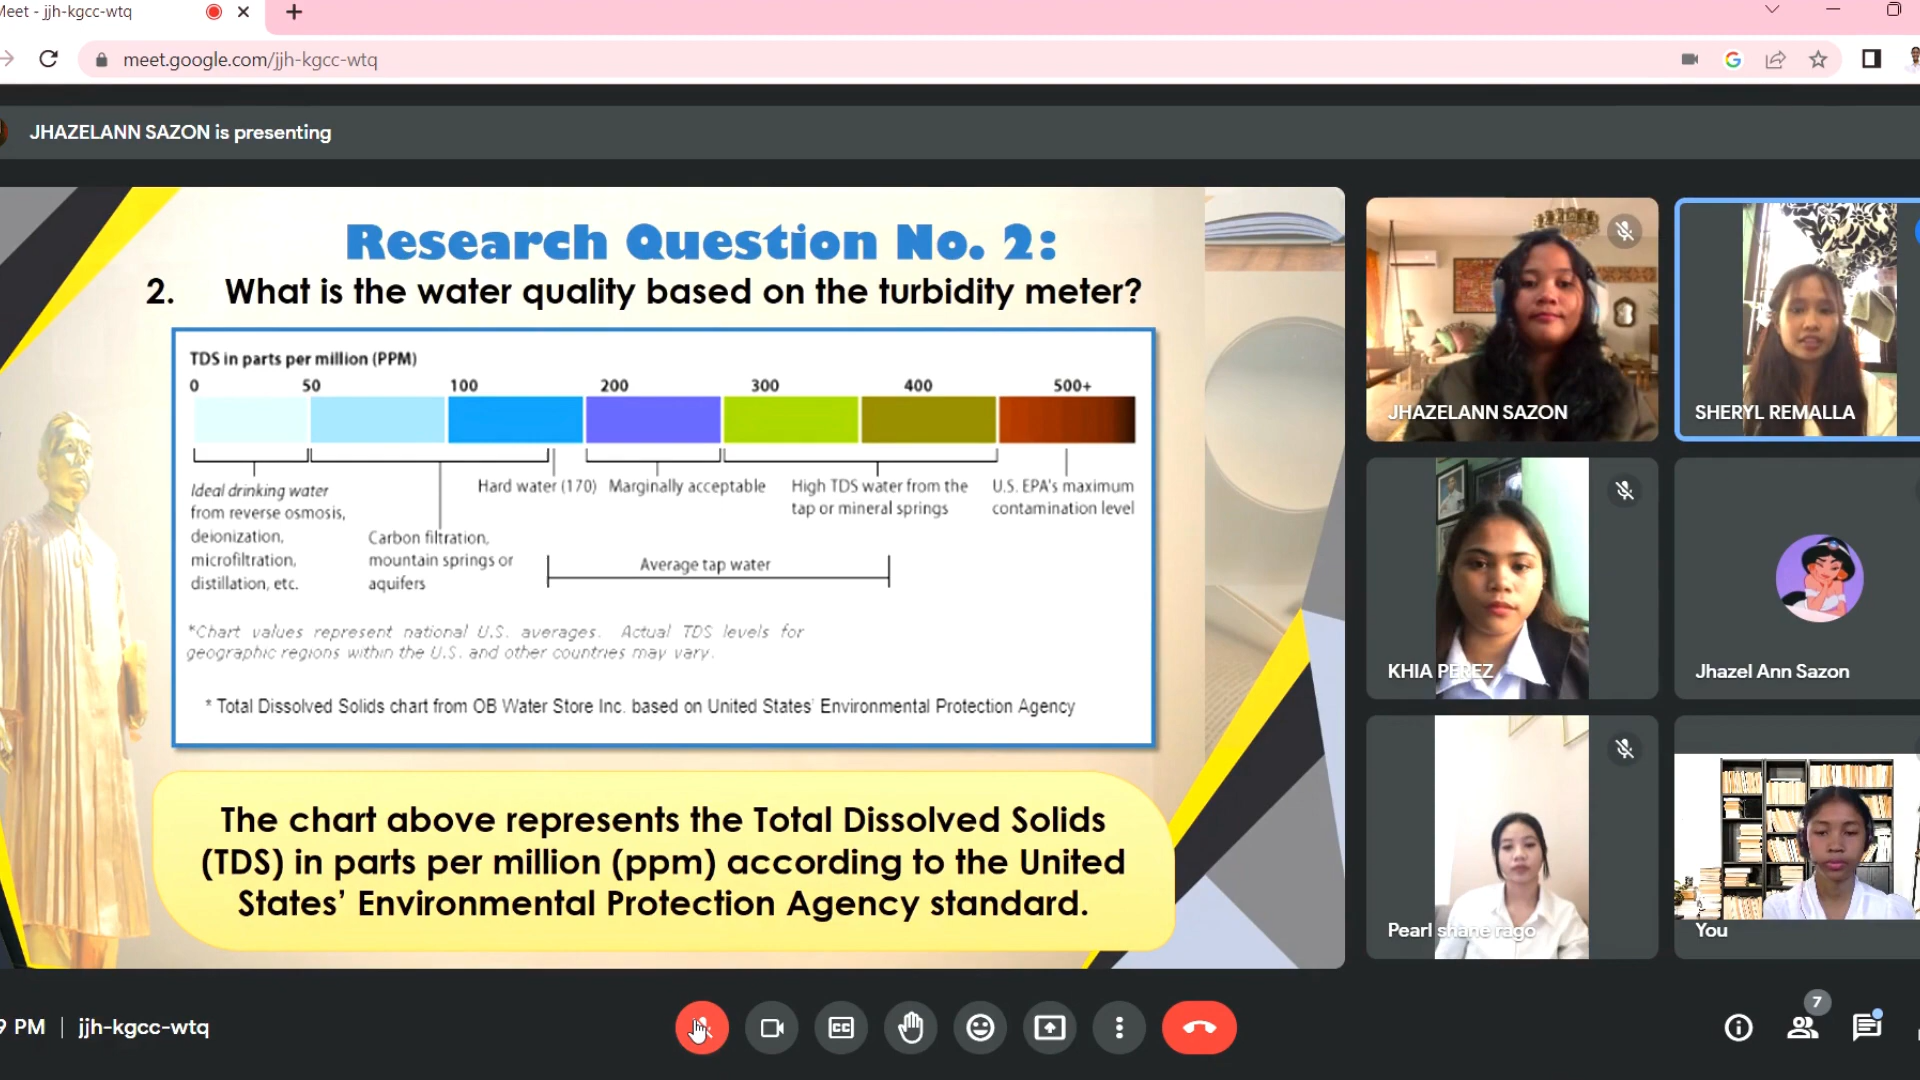 Meet - jjh-kgcc-wtq
meet.google.com/jjh-kgcc-wtq
JHAZELANN SAZON is presenting
Research Question No. 2:
2. What is the water quality based on the turbidity meter?
TDS in parts per million (PPM)
0 50 100 200 300 400 500+
Ideal drinking water
from reverse osmosis,
deionization,
microfiltration,
distillation, etc.
Carbon filtration,
mountain springs or
aquifers
Hard water (170)
Marginally acceptable
High TDS water from the
tap or mineral springs
U.S. EPA's maximum
contamination level
Average tap water
*Chart values represent national U.S. averages. Actual TDS levels for
geographic regions within the U.S. and other countries may vary.
* Total Dissolved Solids chart from OB Water Store Inc. based on United States' Environmental Protection Agency
The chart above represents the Total Dissolved Solids
(TDS) in parts per million (ppm) according to the United
States' Environmental Protection Agency standard.
JHAZELANN SAZON
SHERYL REMALLA
KHIA PEREZ
Jhazel Ann Sazon
Pearl shane rago
You
9 PM | jjh-kgcc-wtq
CC
7